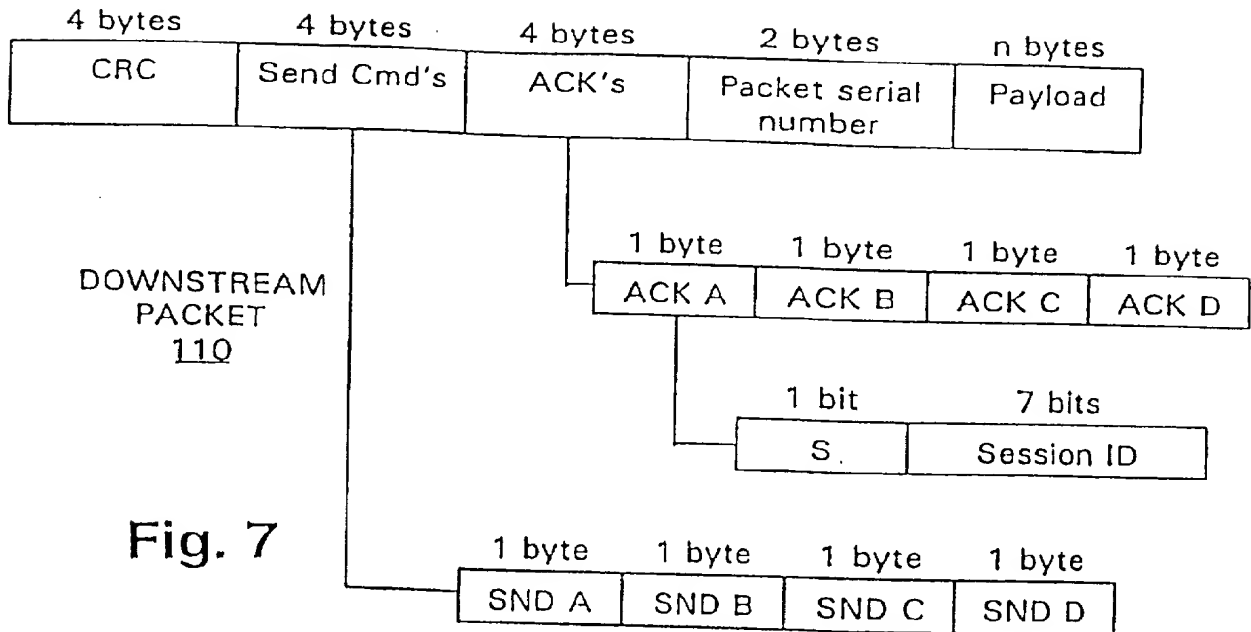 4 bytes 4 bytes 4 bytes 2 bytes n bytes
CRC Send Cmd's ACK's Packet serial number Payload
DOWNSTREAM
PACKET
110
1 byte 1 byte 1 byte 1 byte
ACK A ACK B ACK C ACK D
1 bit 7 bits
S. Session ID
Fig. 7
1 byte 1 byte 1 byte 1 byte
SND A SND B SND C SND D